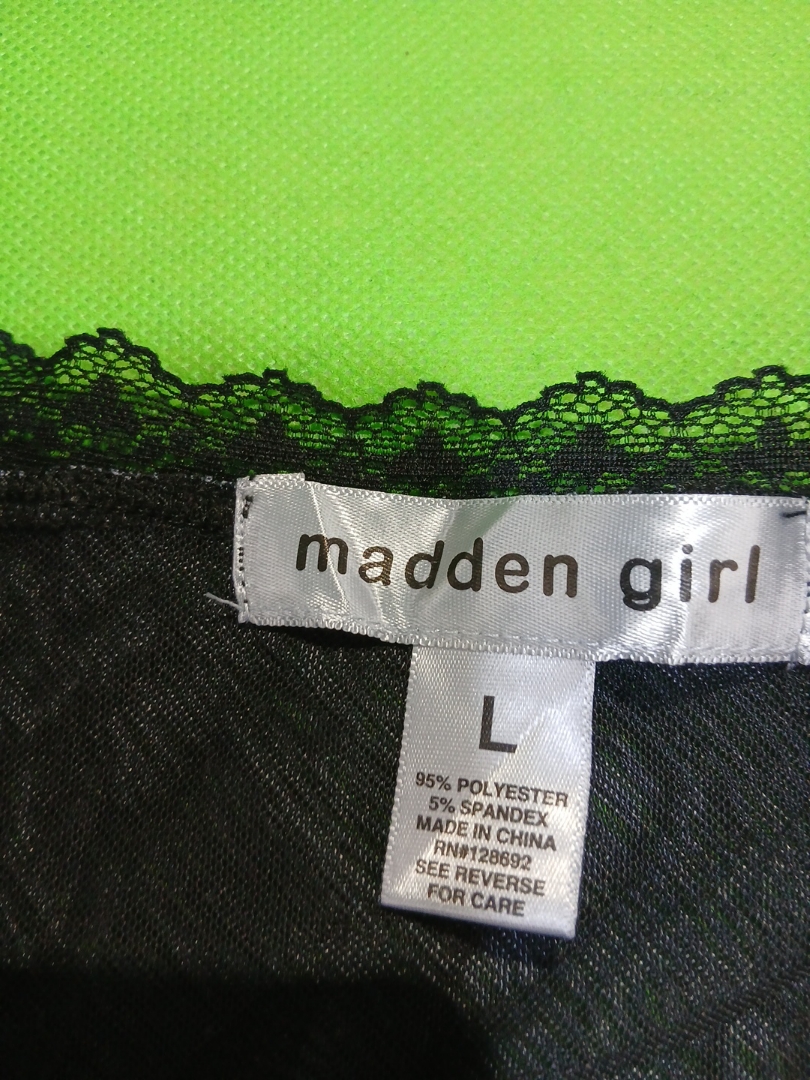 madden girl
L
95% POLYESTER
5% SPANDEX
MADE IN CHINA
RN#128692
SEE REVERSE
FOR CARE